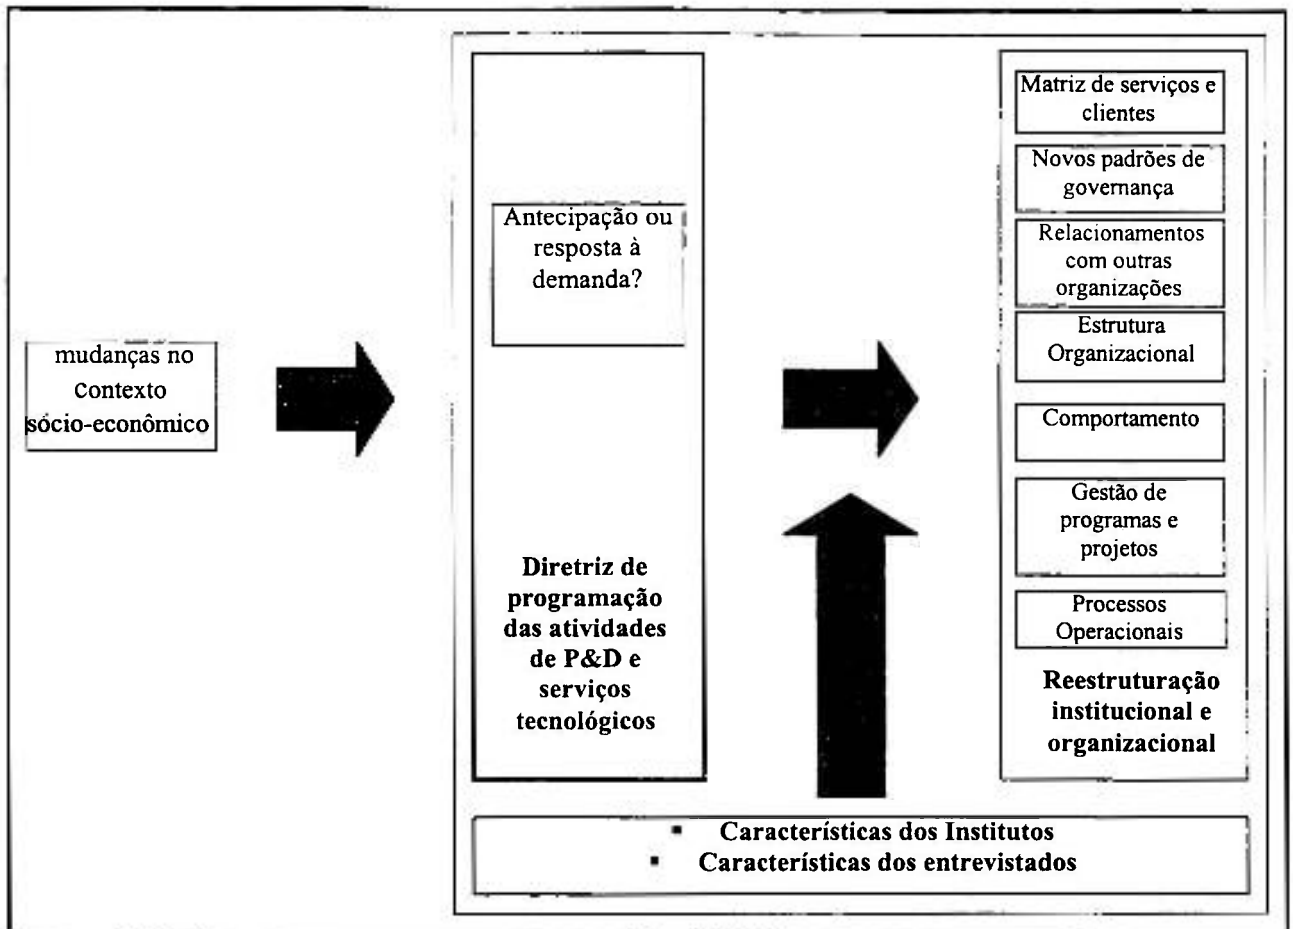 mudanças no
contexto
sócio-econômico
Antecipação ou
resposta à
demanda?
Diretriz de
programação
das atividades
de P&D e
serviços
tecnológicos
Matriz de serviços e
clientes
Novos padrões de
governança
Relacionamentos
com outras
organizações
Estrutura
Organizacional
Comportamento
Gestão de
programas e
projetos
Processos
Operacionais
Reestruturação
institucional e
organizacional
▪ Características dos Institutos
▪ Características dos entrevistados